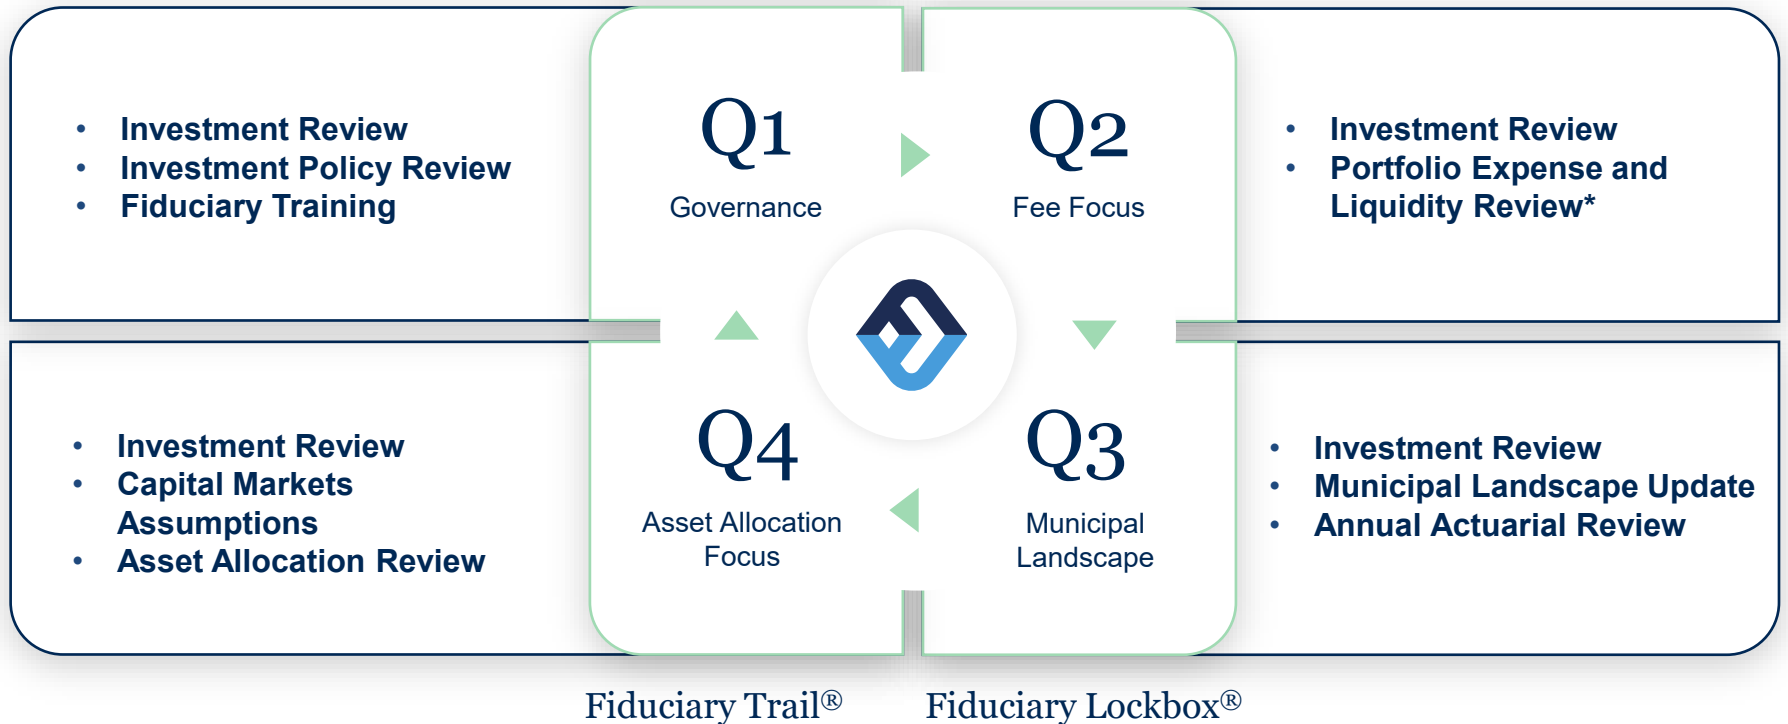 • Investment Review
• Investment Policy Review
• Fiduciary Training
Q1
Governance
Q2
Fee Focus
• Investment Review
• Portfolio Expense and
Liquidity Review*
• Investment Review
• Capital Markets
Assumptions
• Asset Allocation Review
Q4
Asset Allocation
Focus
Q3
Municipal
Landscape
• Investment Review
• Municipal Landscape Update
• Annual Actuarial Review
Fiduciary Trail®
Fiduciary Lockbox®